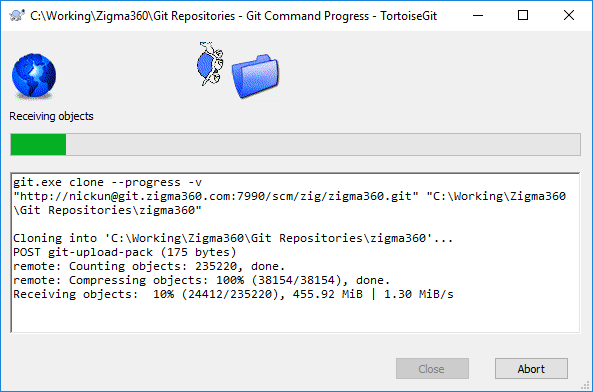 C:\Working\Zigma360\Git Repositories - Git Command Progress - TortoiseGit
Receiving objects
git.exe clone --progress -v
"http://nickun@git.zigma360.com:7990/scm/zig/zigma360.git" "C:\Working\Zigma360
\Git Repositories\zigma360"
Cloning into 'C:\Working\Zigma360\Git Repositories\zigma360'...
POST git-upload-pack (175 bytes)
remote: Counting objects: 235220, done.
remote: Compressing objects: 100% (38154/38154), done.
Receiving objects:  10% (24412/235220), 455.92 MiB | 1.30 MiB/s
Close
Abort